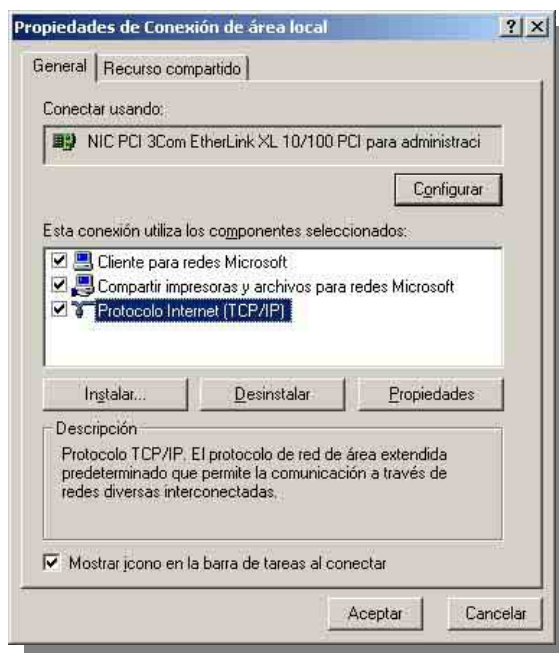 Propiedades de Conexión de área local
General
Recurso compartido
Conectar usando:
NIC PCI 3Com EtherLink XL 10/100 PCI para administraci
Configurar
Esta conexión utiliza los componentes seleccionados:
Cliente para redes Microsoft
Compartir impresoras y archivos para redes Microsoft
Protocolo Internet (TCP/IP)
Instalar...
Desinstalar
Propiedades
Descripción
Protocolo TCP/IP. El protocolo de red de área extendida
predeterminado que permite la comunicación a través de
redes diversas interconectadas.
Mostrar icono en la barra de tareas al conectar
Aceptar
Cancelar